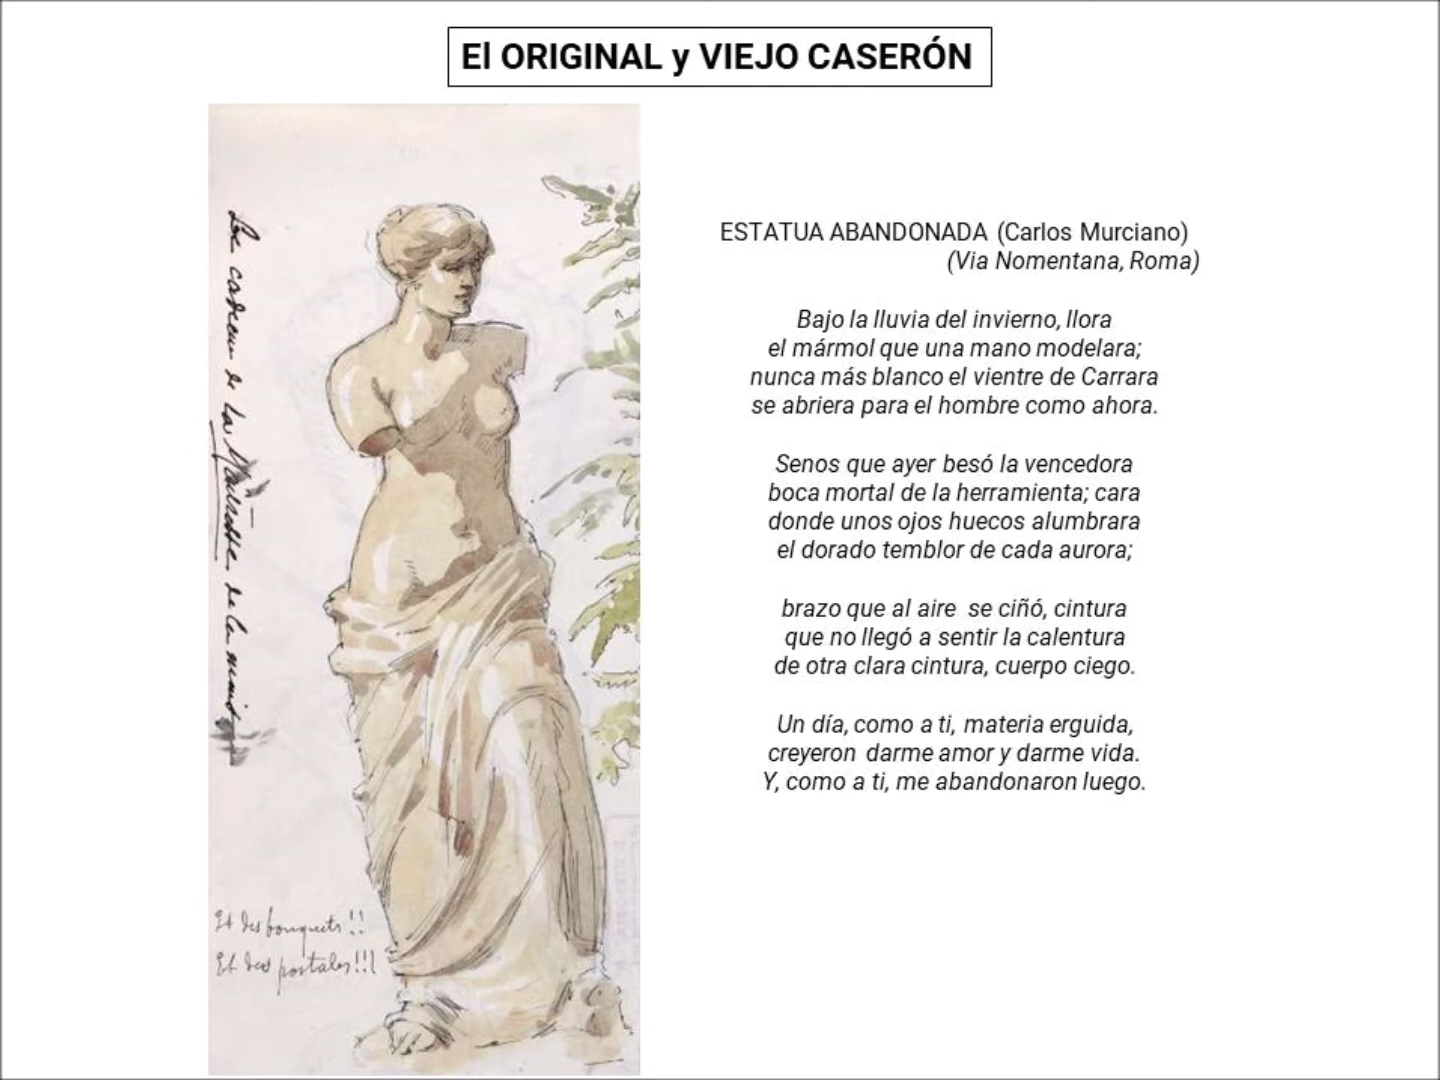 El ORIGINAL y VIEJO CASERÓN
ESTATUA ABANDONADA (Carlos Murciano)
(Via Nomentana, Roma)
Bajo la lluvia del invierno, llora
el mármol que una mano modelara;
nunca más blanco el vientre de Carrara
se abriera para el hombre como ahora.
Senos que ayer besó la vencedora
boca mortal de la herramienta; cara
donde unos ojos huecos alumbrara
el dorado temblor de cada aurora;
brazo que al aire se ciñó, cintura
que no llegó a sentir la calentura
de otra clara cintura, cuerpo ciego.
Un día, como a ti, materia erguida,
creyeron darme amor y darme vida.
Y, como a ti, me abandonaron luego.
de la
Et des bouquets!!
Et des postales!!!